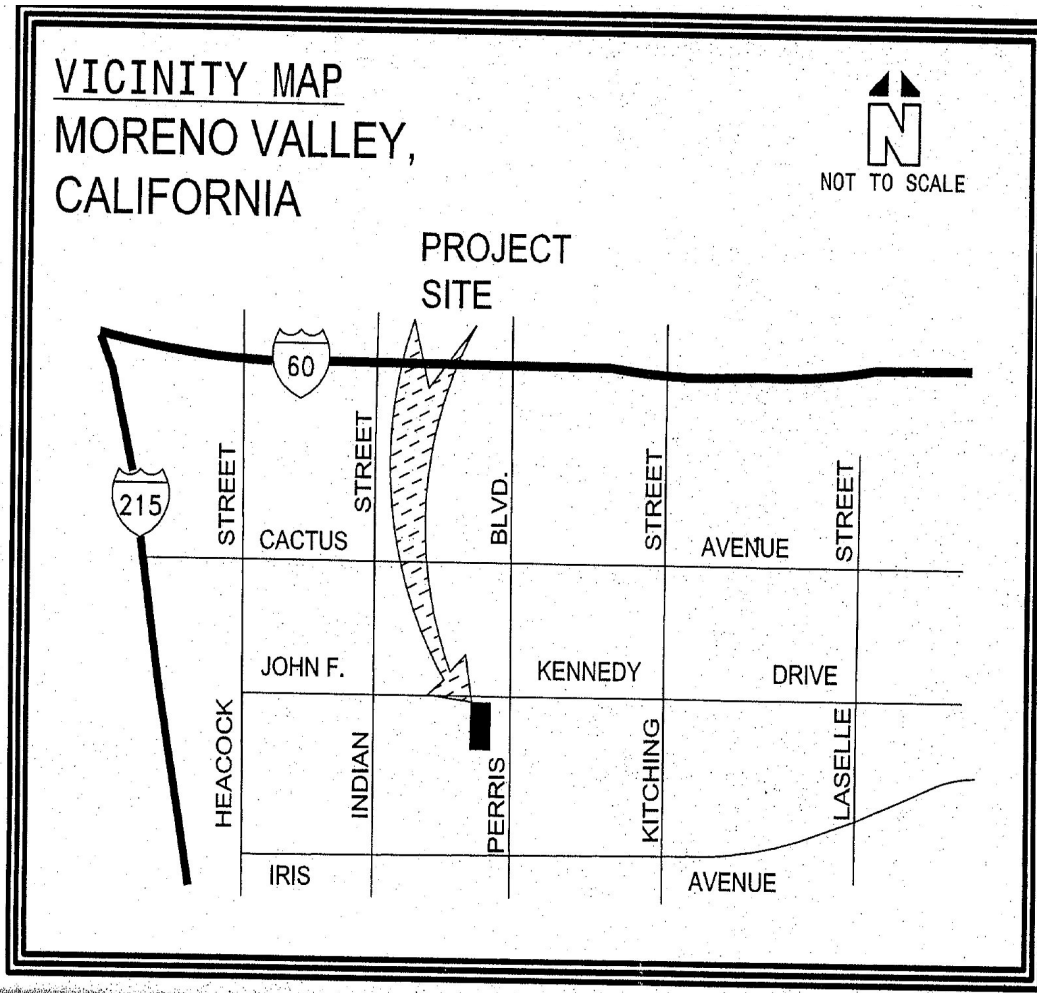 VICINITY MAP
MORENO VALLEY,
CALIFORNIA
N
NOT TO SCALE
PROJECT
SITE
60
215
STREET
STREET
BLVD.
STREET
STREET
CACTUS
AVENUE
JOHN F.
KENNEDY
DRIVE
HEACOCK
INDIAN
PERRIS
KITCHING
LASELLE
IRIS
AVENUE